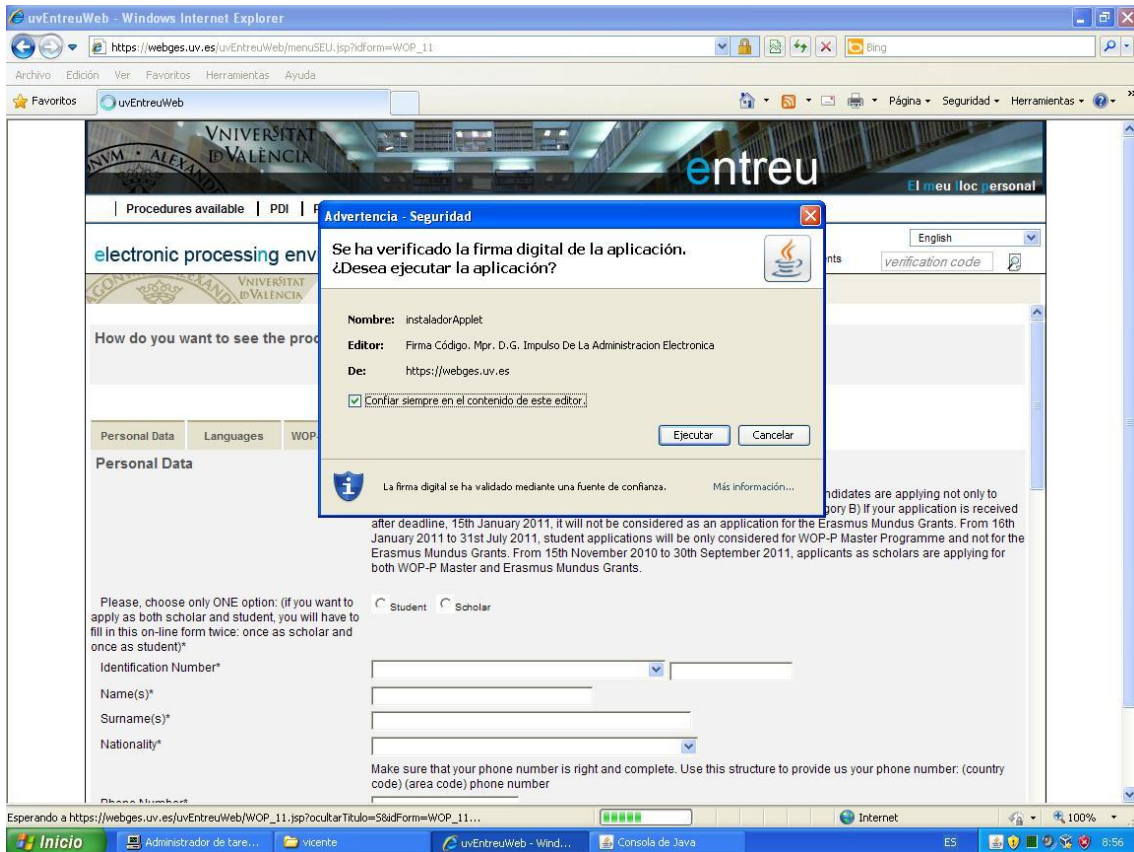 uvEntreuWeb - Windows Internet Explorer
https://webges.uv.es/uvEntreuWeb/menuSEU.jsp?idform=WOP_11
Bing
Archivo Edición Ver Favoritos Herramientas Ayuda
Favoritos
uvEntreuWeb
Página
Seguridad
Herramientas
VNIVERSITAT
ID VALÈNCIA
entreu
El meu lloc personal
Procedures available | PDI |
English
electronic processing env
nts
verification code
VNIVERSITAT
ID VALÈNCIA
How do you want to see the proc
Advertencia - Seguridad
Se ha verificado la firma digital de la aplicación.
¿Desea ejecutar la aplicación?
Nombre: instaladorApplet
Editor: Firma Código. Mpr. D.G. Impulso De La Administracion Electronica
De: https://webges.uv.es
Confiar siempre en el contenido de este editor.
Ejecutar
Cancelar
La firma digital se ha validado mediante una fuente de confianza.
Más información...
Personal Data
Languages
WOP-
Personal Data
ndidates are applying not only to
gory B) If your application is received
after deadline, 15th January 2011, it will not be considered as an application for the Erasmus Mundus Grants. From 16th
January 2011 to 31st July 2011, student applications will be only considered for WOP-P Master Programme and not for the
Erasmus Mundus Grants. From 15th November 2010 to 30th September 2011, applicants as scholars are applying for
both WOP-P Master and Erasmus Mundus Grants.
Please, choose only ONE option: (if you want to
apply as both scholar and student, you will have to
fill in this on-line form twice: once as scholar and
once as student)*
Student
Scholar
Identification Number*
Name(s)*
Surname(s)*
Nationality*
Make sure that your phone number is right and complete. Use this structure to provide us your phone number: (country
code) (area code) phone number
Phone Number*
Esperando a https://webges.uv.es/uvEntreuWeb/WOP_11.jsp?ocultarTitulo=S&idForm=WOP_11...
Internet
100%
Inicio
Administrador de tare...
vicente
uvEntreuWeb - Wind...
Consola de Java
ES
8:56